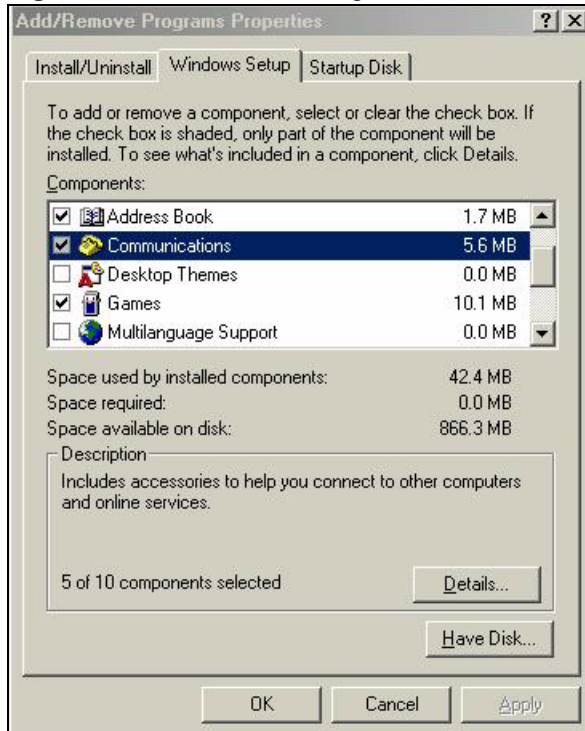 Add/Remove Programs Properties
Install/Uninstall Windows Setup Startup Disk
To add or remove a component, select or clear the check box. If
the check box is shaded, only part of the component will be
installed. To see what's included in a component, click Details.
Components:
Address Book 1.7 MB
Communications 5.6 MB
Desktop Themes 0.0 MB
Games 10.1 MB
Multilanguage Support 0.0 MB
Space used by installed components: 42.4 MB
Space required: 0.0 MB
Space available on disk: 866.3 MB
Description
Includes accessories to help you connect to other computers
and online services.
5 of 10 components selected
Details...
Have Disk...
OK Cancel Apply